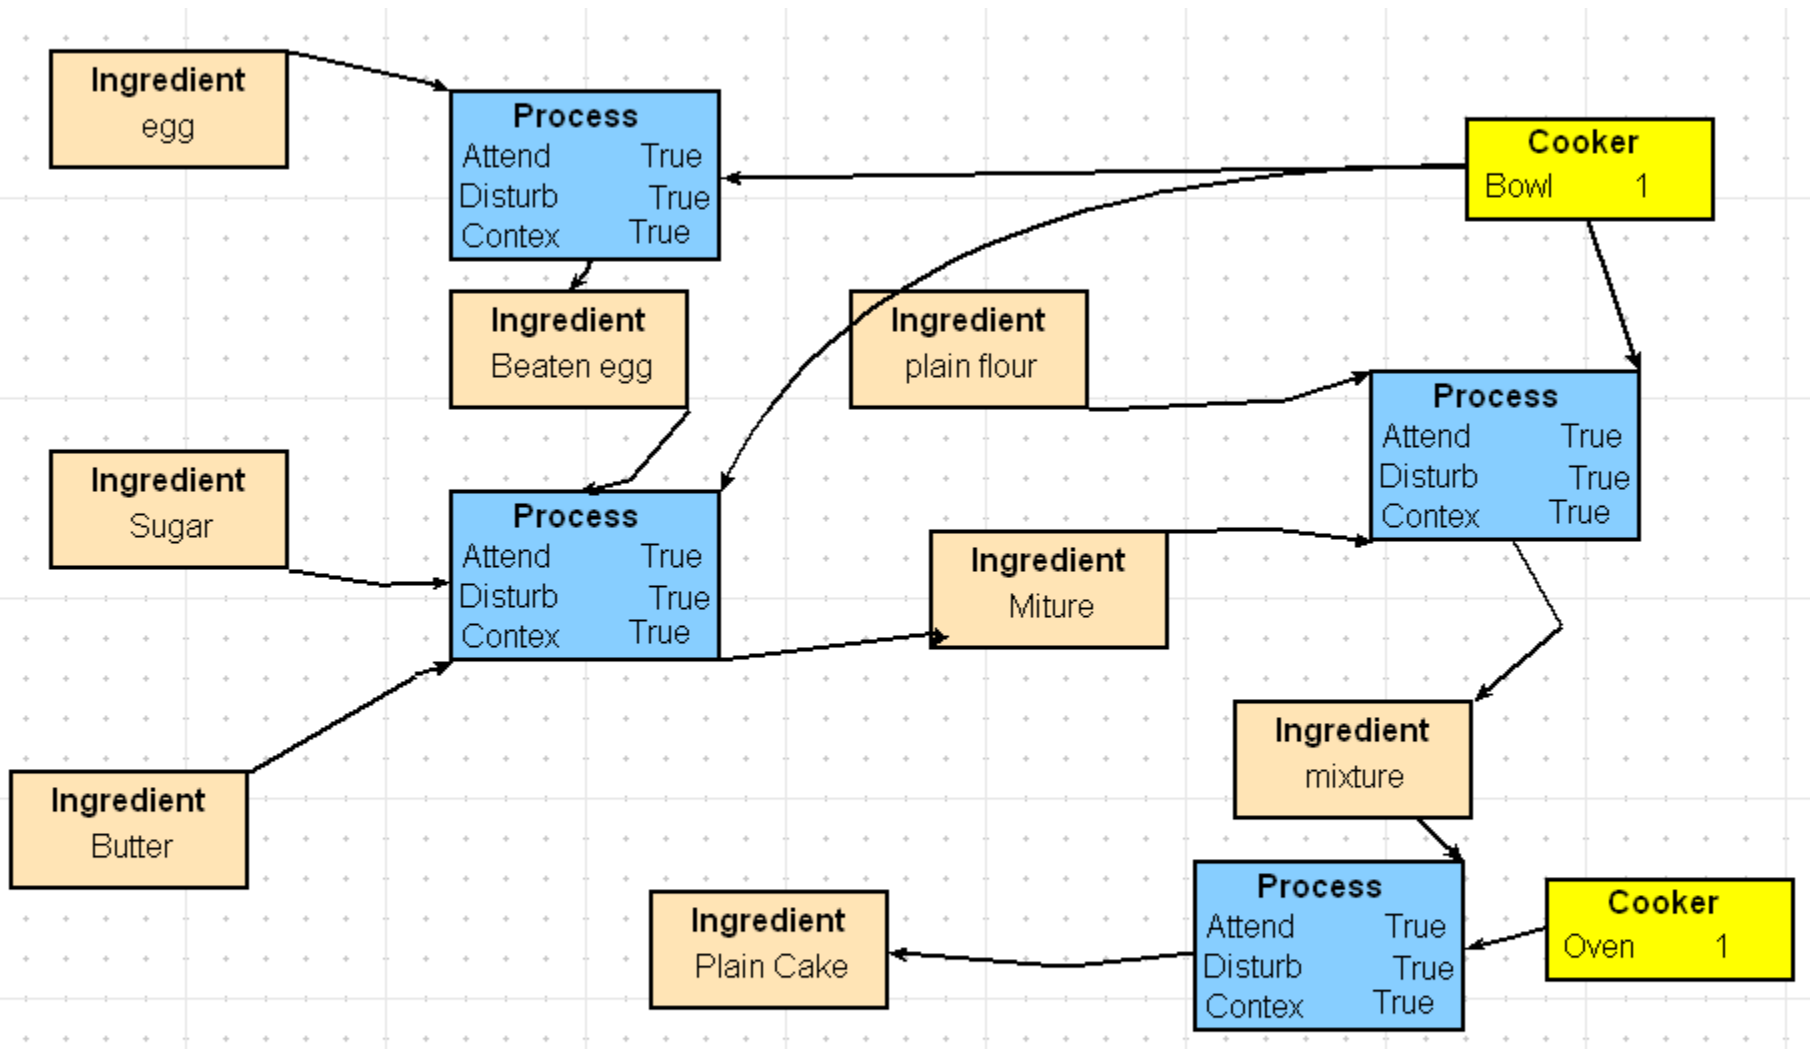 Ingredient
egg
Process
Attend True
Disturb True
Contex True
Cooker
Bowl 1
Ingredient
Beaten egg
Ingredient
plain flour
Process
Attend True
Disturb True
Contex True
Ingredient
Sugar
Process
Attend True
Disturb True
Contex True
Ingredient
Miture
Ingredient
mixture
Ingredient
Butter
Process
Attend True
Disturb True
Contex True
Cooker
Oven 1
Ingredient
Plain Cake